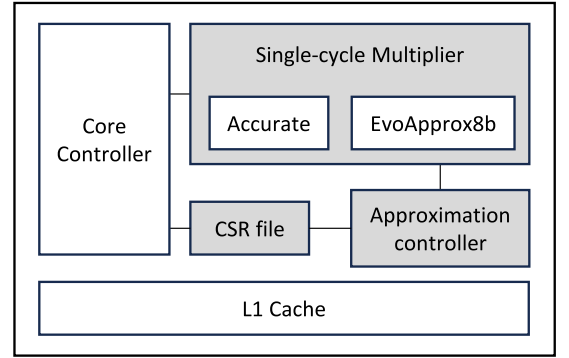 Single-cycle Multiplier
Core
Controller
Accurate
EvoApprox8b
CSR file
Approximation
controller
L1 Cache